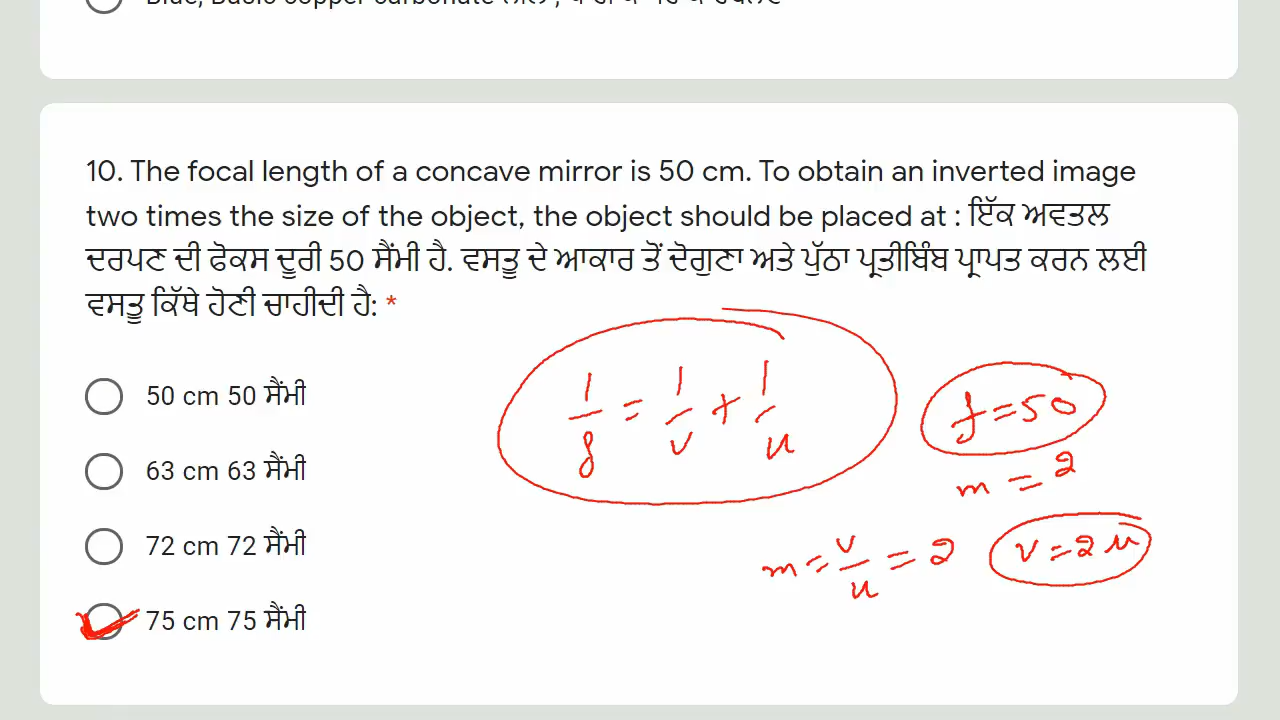 10. The focal length of a concave mirror is 50 cm. To obtain an inverted image
two times the size of the object, the object should be placed at : ਇੱਕ ਅਵਤਲ
ਦਰਪਣ ਦੀ ਫੋਕਸ ਦੂਰੀ 50 ਸੈਂਮੀ ਹੈ. ਵਸਤੂ ਦੇ ਆਕਾਰ ਤੋਂ ਦੋਗੁਣਾ ਅਤੇ ਪੁੱਠਾ ਪ੍ਰਤੀਬਿੰਬ ਪ੍ਰਾਪਤ ਕਰਨ ਲਈ
ਵਸਤੂ ਕਿੱਥੇ ਹੋਣੀ ਚਾਹੀਦੀ ਹੈ: *
50 cm 50 ਸੈਂਮੀ
63 cm 63 ਸੈਂਮੀ
72 cm 72 ਸੈਂਮੀ
75 cm 75 ਸੈਂਮੀ
1/f = 1/v + 1/u
f = 50
m = 2
m = v/u = 2
v = 2u